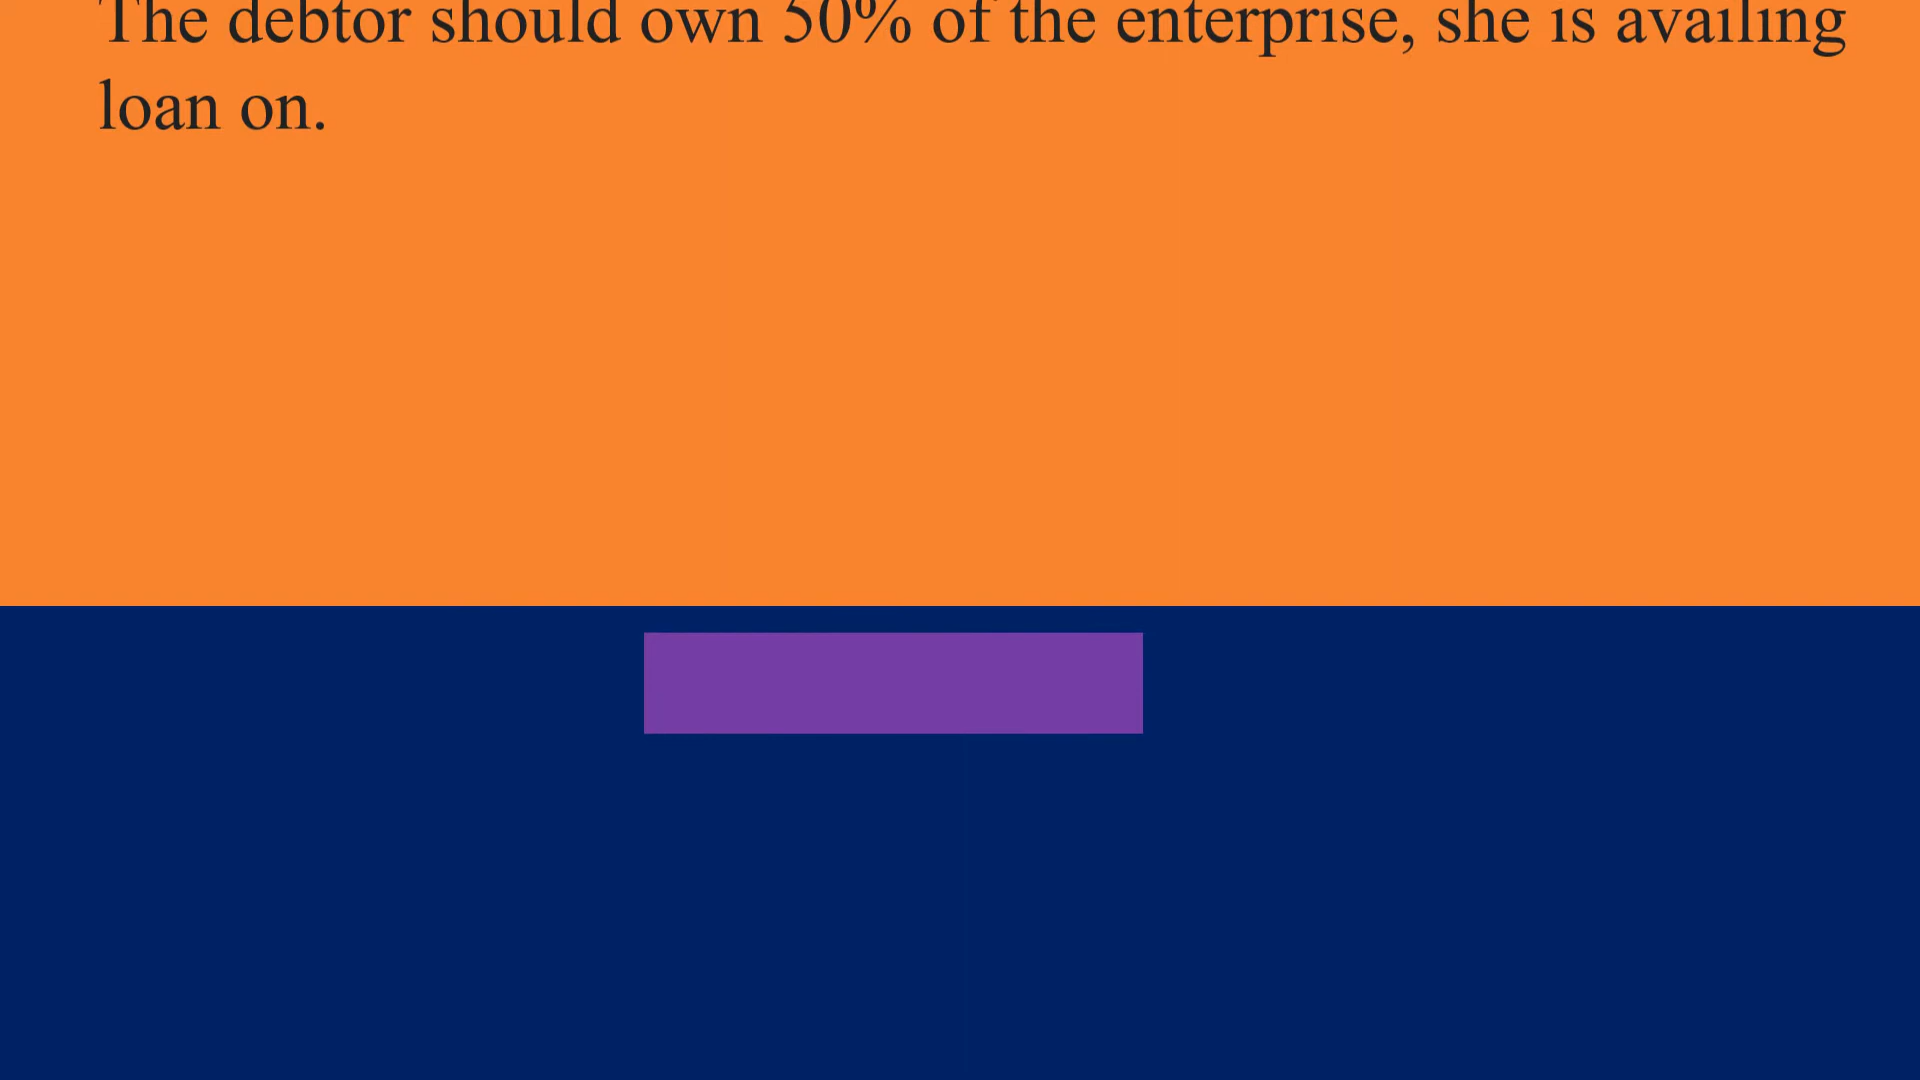 The debtor should own 50% of the enterprise, she is availing
loan on.